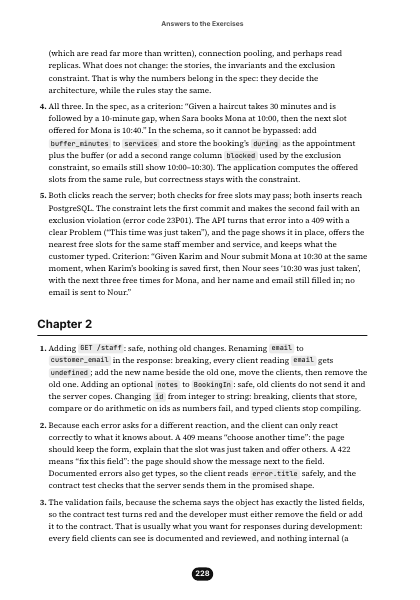 Answers to the Exercises
(which are read far more than written), connection pooling, and perhaps read
replicas. What does not change: the stories, the invariants and the exclusion
constraint. That is why the numbers belong in the spec: they decide the
architecture, while the rules stay the same.
4. All three. In the spec, as a criterion: “Given a haircut takes 30 minutes and is
followed by a 10-minute gap, when Sara books Mona at 10:00, then the next slot
offered for Mona is 10:40.” In the schema, so it cannot be bypassed: add
buffer_minutes to services and store the booking’s during as the appointment
plus the buffer (or add a second range column blocked used by the exclusion
constraint, so emails still show 10:00–10:30). The application computes the offered
slots from the same rule, but correctness stays with the constraint.
5. Both clicks reach the server; both checks for free slots may pass; both inserts reach
PostgreSQL. The constraint lets the first commit and makes the second fail with an
exclusion violation (error code 23P01). The API turns that error into a 409 with a
clear Problem (“This time was just taken”), and the page shows it in place, offers the
nearest free slots for the same staff member and service, and keeps what the
customer typed. Criterion: “Given Karim and Nour submit Mona at 10:30 at the same
moment, when Karim’s booking is saved first, then Nour sees ‘10:30 was just taken’,
with the next three free times for Mona, and her name and email still filled in; no
email is sent to Nour.”
Chapter 2
1. Adding GET /staff: safe, nothing old changes. Renaming email to
customer_email in the response: breaking, every client reading email gets
undefined; add the new name beside the old one, move the clients, then remove the
old one. Adding an optional notes to BookingIn: safe, old clients do not send it and
the server copes. Changing id from integer to string: breaking, clients that store,
compare or do arithmetic on ids as numbers fail, and typed clients stop compiling.
2. Because each error asks for a different reaction, and the client can only react
correctly to what it knows about. A 409 means “choose another time”: the page
should keep the form, explain that the slot was just taken and offer others. A 422
means “fix this field”: the page should show the message next to the field.
Documented errors also get types, so the client reads error.title safely, and the
contract test checks that the server sends them in the promised shape.
3. The validation fails, because the schema says the object has exactly the listed fields,
so the contract test turns red and the developer must either remove the field or add
it to the contract. That is usually what you want for responses during development:
every field clients can see is documented and reviewed, and nothing internal (a
228